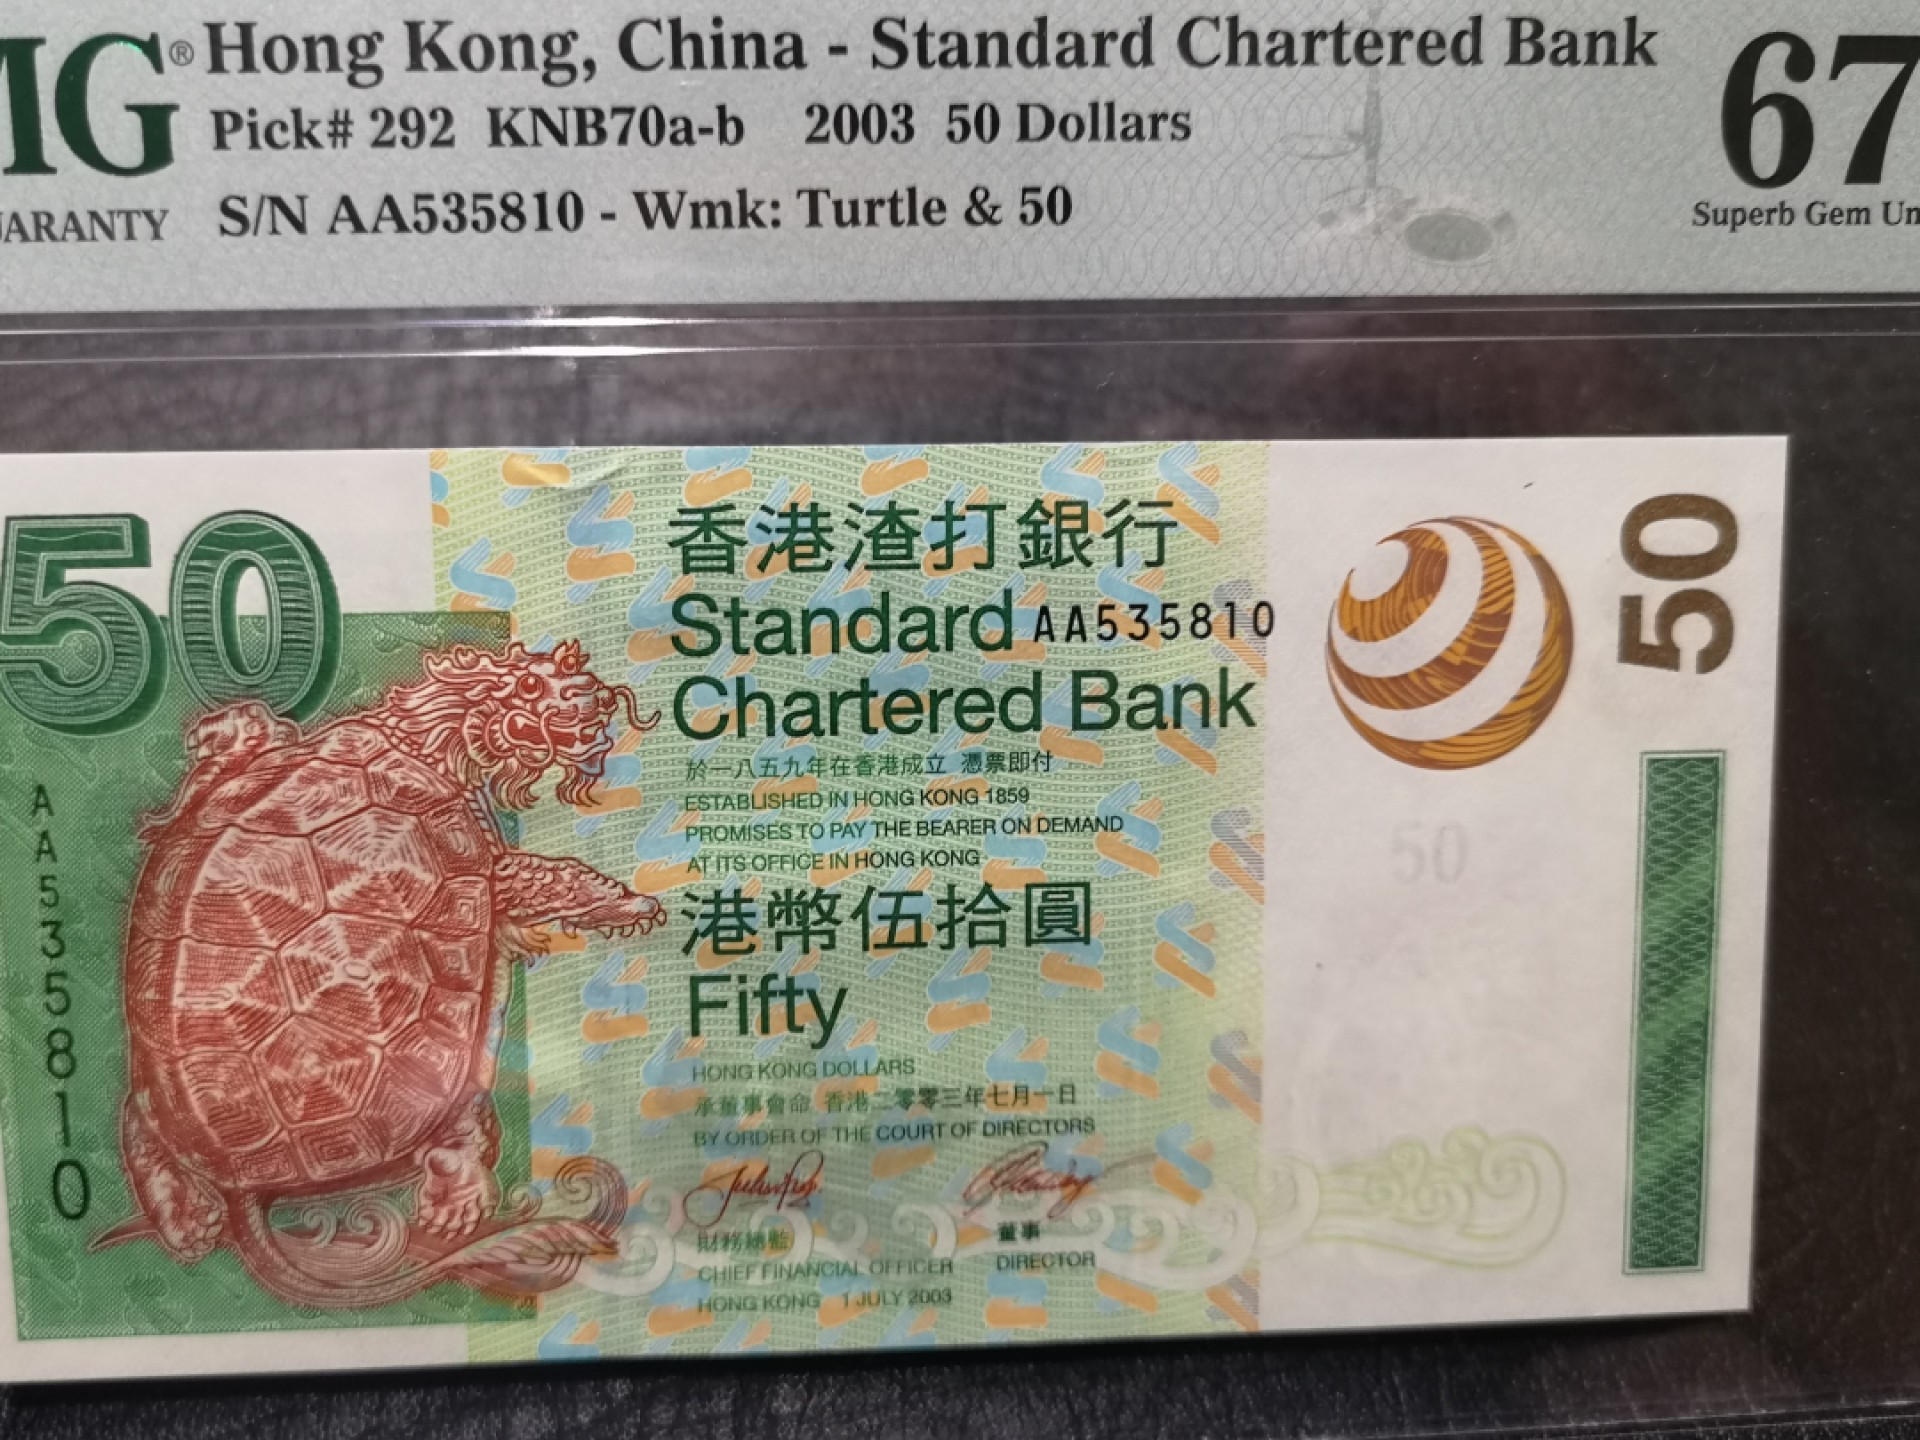 MG® Hong Kong, China - Standard Chartered Bank 67
Pick# 292 KNB70a-b 2003 50 Dollars
UARANTY S/N AA535810 - Wmk: Turtle & 50 Superb Gem Un
50
50
香港渣打銀行
Standard AA535810
Chartered Bank
於一八五九年在香港成立 憑票即付
ESTABLISHED IN HONG KONG 1859
PROMISES TO PAY THE BEARER ON DEMAND
AT ITS OFFICE IN HONG KONG
50
港幣伍拾圓
Fifty
HONG KONG DOLLARS
承董事會命 香港二零零三年七月一日
BY ORDER OF THE COURT OF DIRECTORS
財務總監 董事
CHIEF FINANCIAL OFFICER DIRECTOR
HONG KONG 1 JULY 2003
AA535810